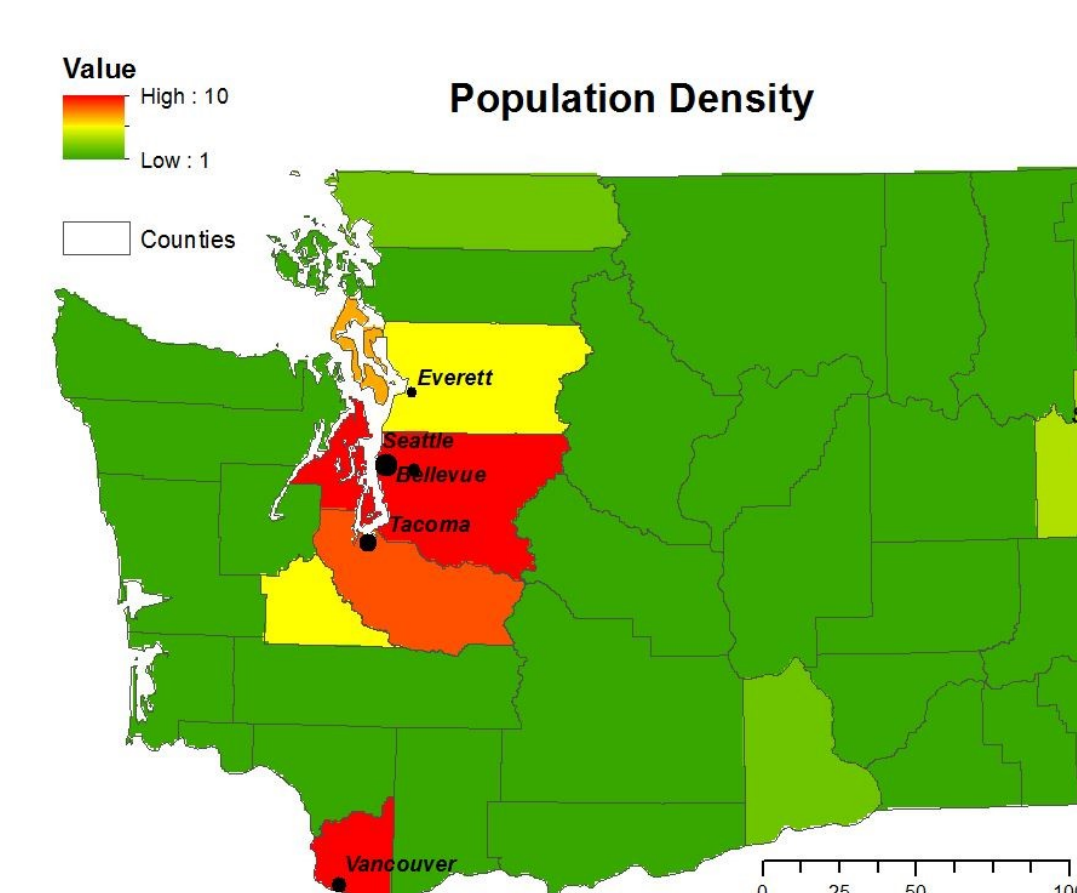 Value
High : 10
Low : 1
Population Density
Counties
Everett
Seattle
Bellevue
Tacoma
Vancouver
0 25 50